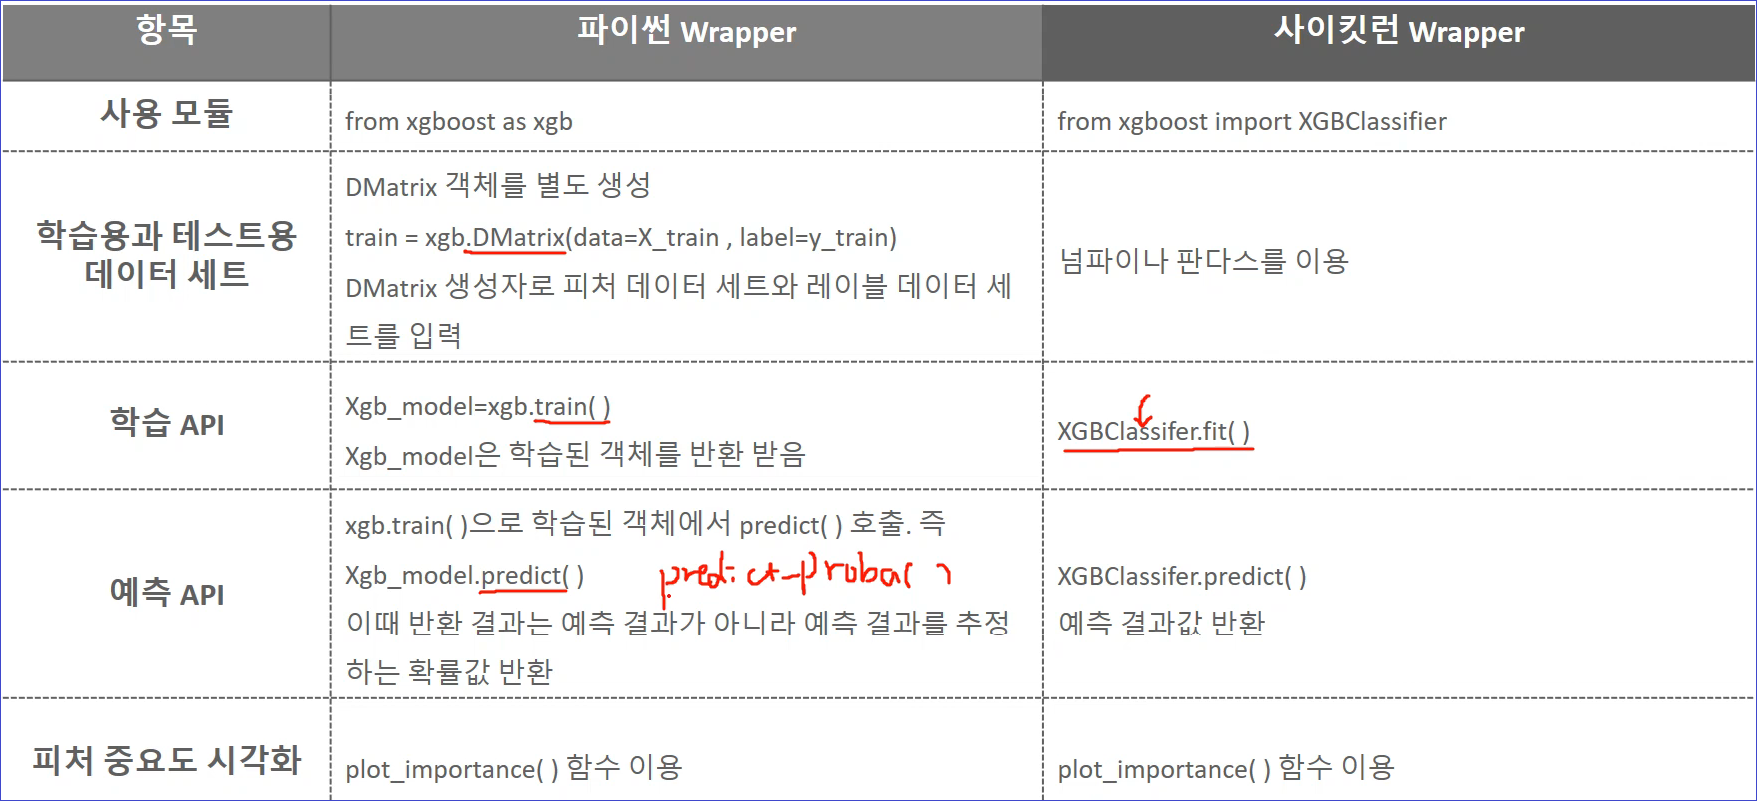 항목
파이썬 Wrapper
사이킷런 Wrapper
사용 모듈
from xgboost as xgb
from xgboost import XGBClassifier
학습용과 테스트용
데이터 세트
DMatrix 객체를 별도 생성
train = xgb.DMatrix(data=X_train , label=y_train)
DMatrix 생성자로 피처 데이터 세트와 레이블 데이터 세
트를 입력
넘파이나 판다스를 이용
학습 API
Xgb_model=xgb.train( )
Xgb_model은 학습된 객체를 반환 받음
XGBClassifer.fit( )
예측 API
xgb.train( )으로 학습된 객체에서 predict( ) 호출. 즉
Xgb_model.predict( )
predict_proba( )
이때 반환 결과는 예측 결과가 아니라 예측 결과를 추정
하는 확률값 반환
XGBClassifer.predict( )
예측 결과값 반환
피처 중요도 시각화
plot_importance( ) 함수 이용
plot_importance( ) 함수 이용